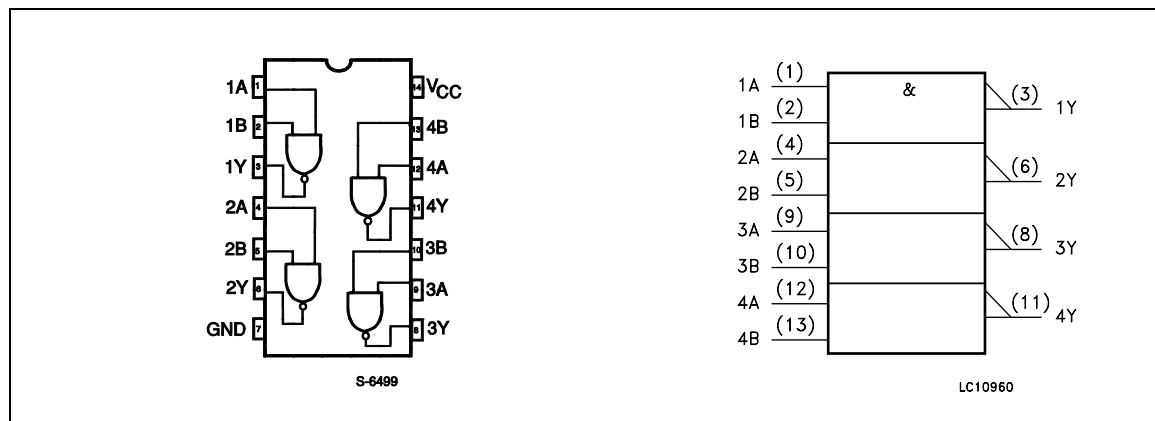 1A 1 14 VCC
1B 2 13 4B
1Y 3 12 4A
2A 4 11 4Y
2B 5 10 3B
2Y 6 9 3A
GND 7 8 3Y
S-6499
&
1A (1)
1B (2)
2A (4)
2B (5)
3A (9)
3B (10)
4A (12)
4B (13)
(3) 1Y
(6) 2Y
(8) 3Y
(11) 4Y
LC10960